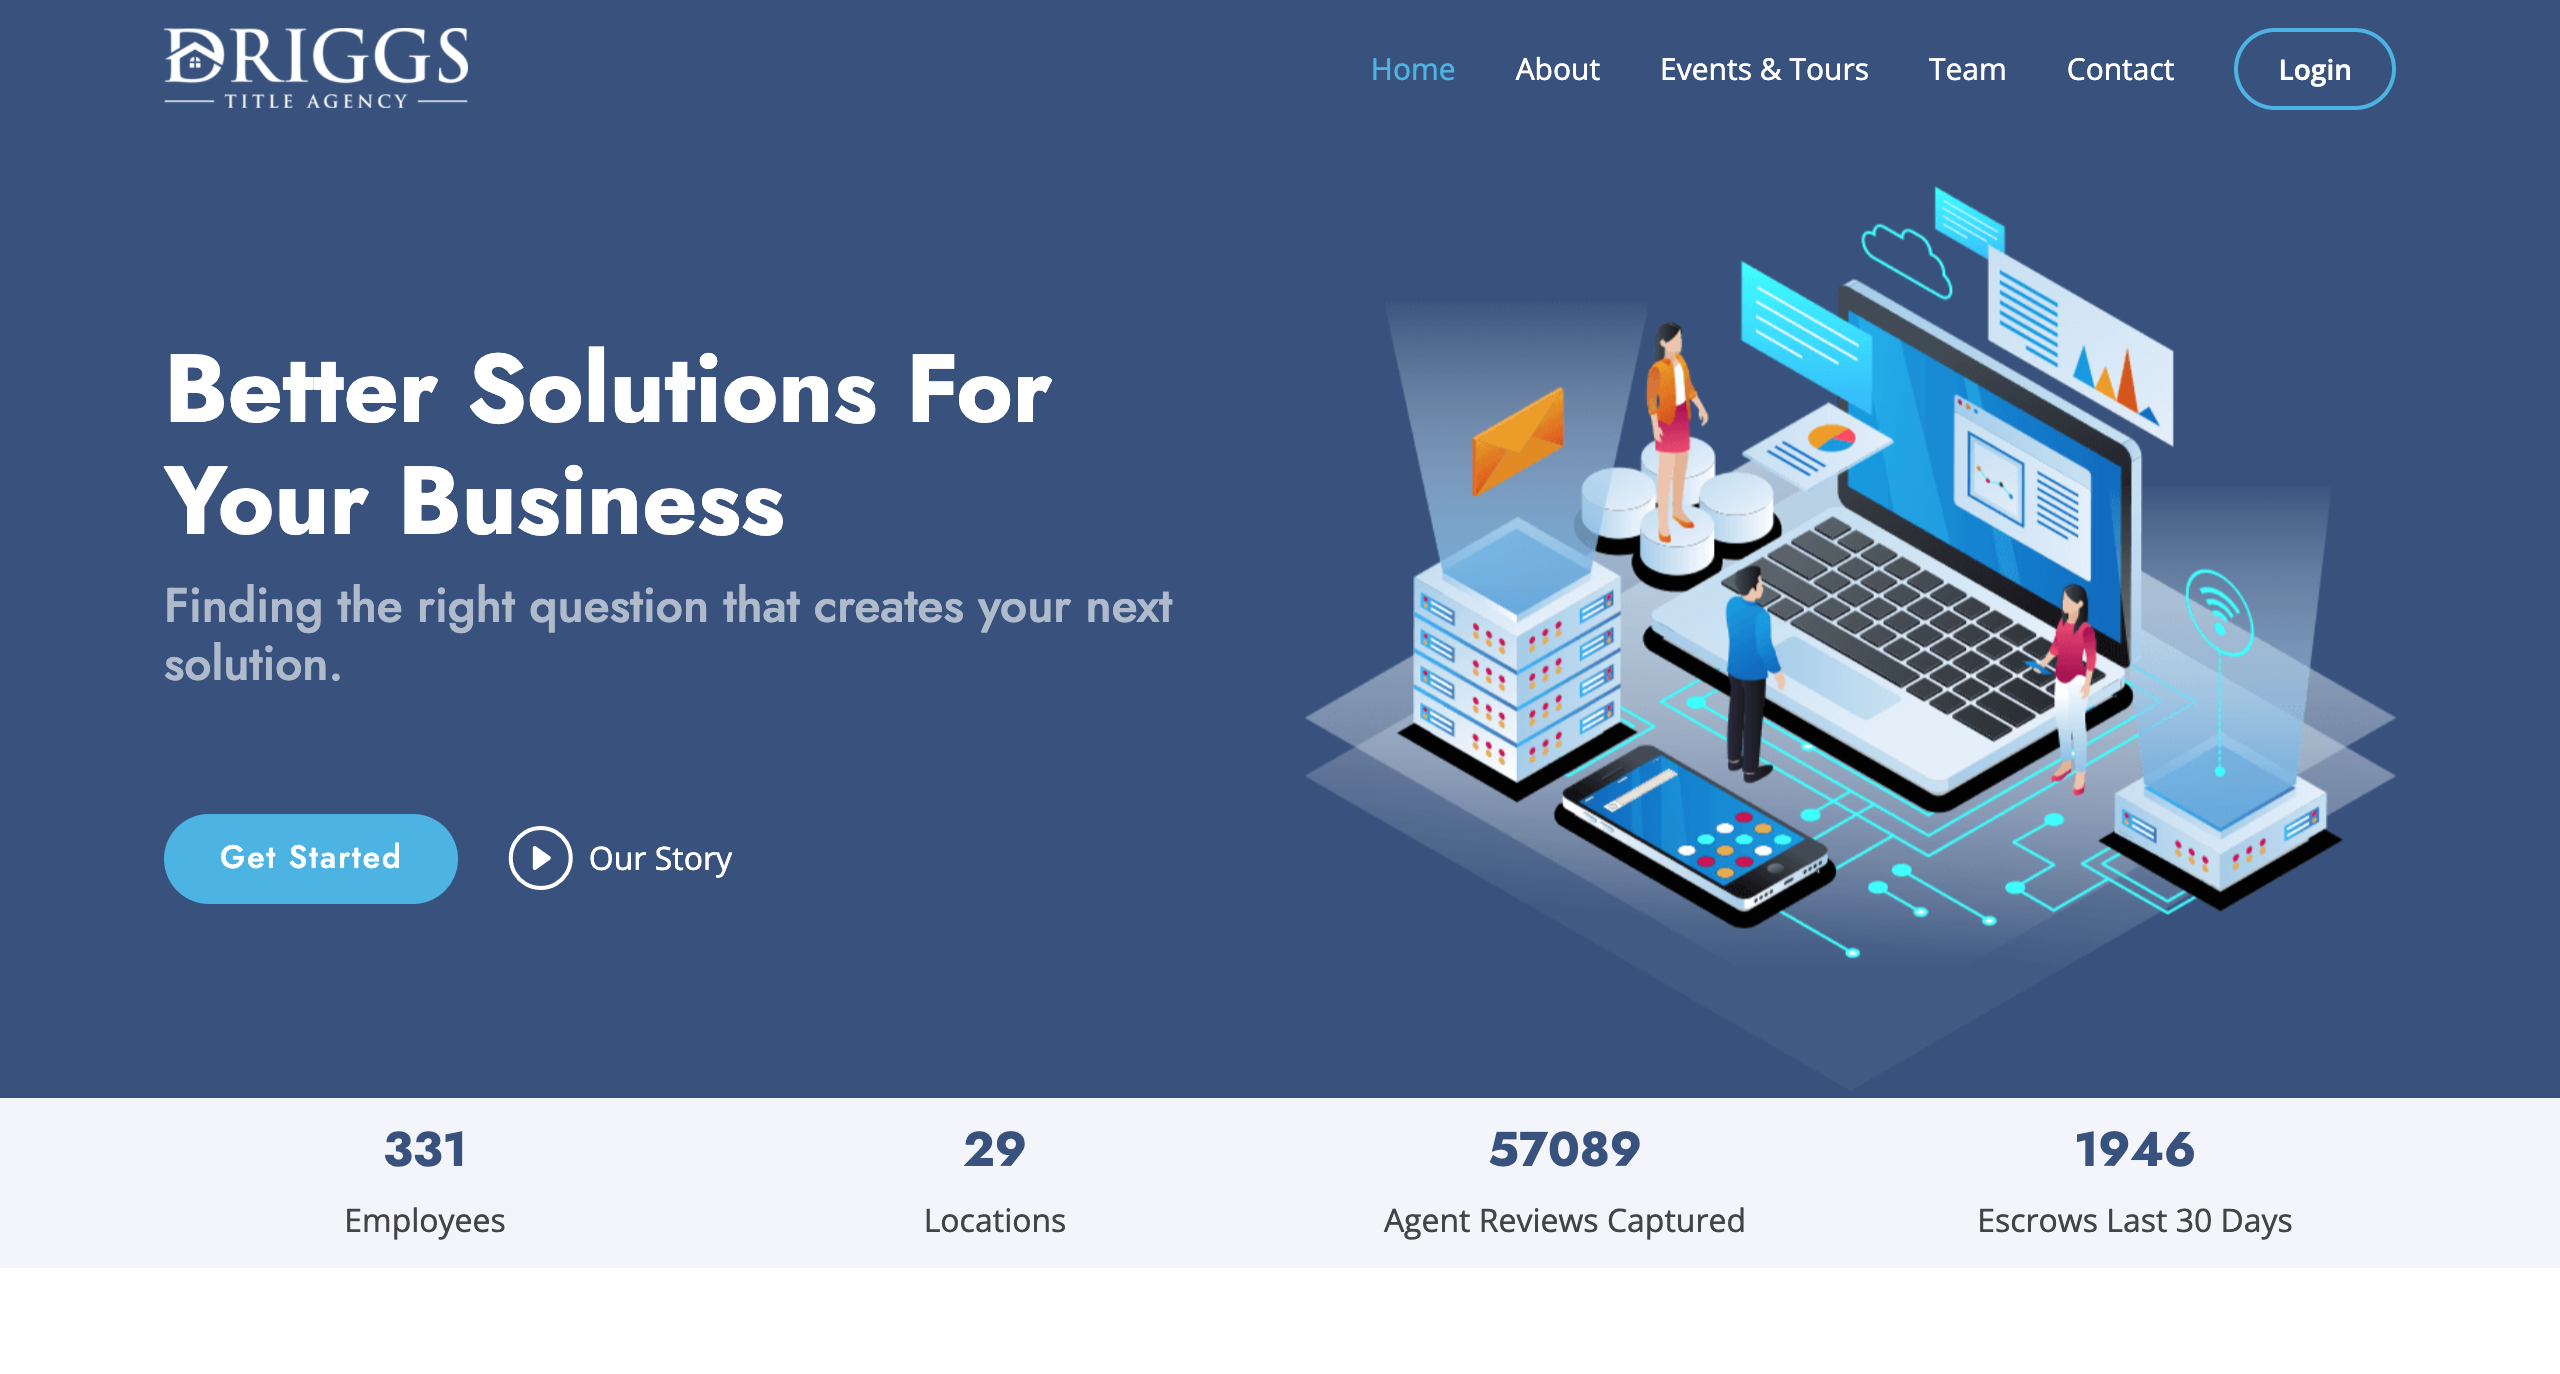 DRIGGS
TITLE AGENCY
Home
About
Events & Tours
Team
Contact
Login
Better Solutions For
Your Business
Finding the right question that creates your next
solution.
Get Started
Our Story
331
Employees
29
Locations
57089
Agent Reviews Captured
1946
Escrows Last 30 Days